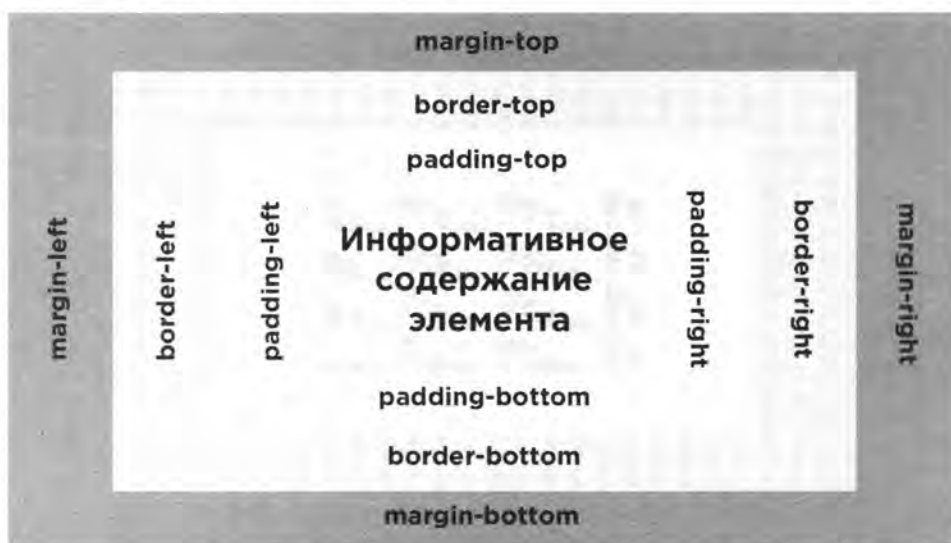 margin-top
border-top
padding-top
margin-left
border-left
padding-left
Информативное
содержание
элемента
padding-right
border-right
margin-right
padding-bottom
border-bottom
margin-bottom